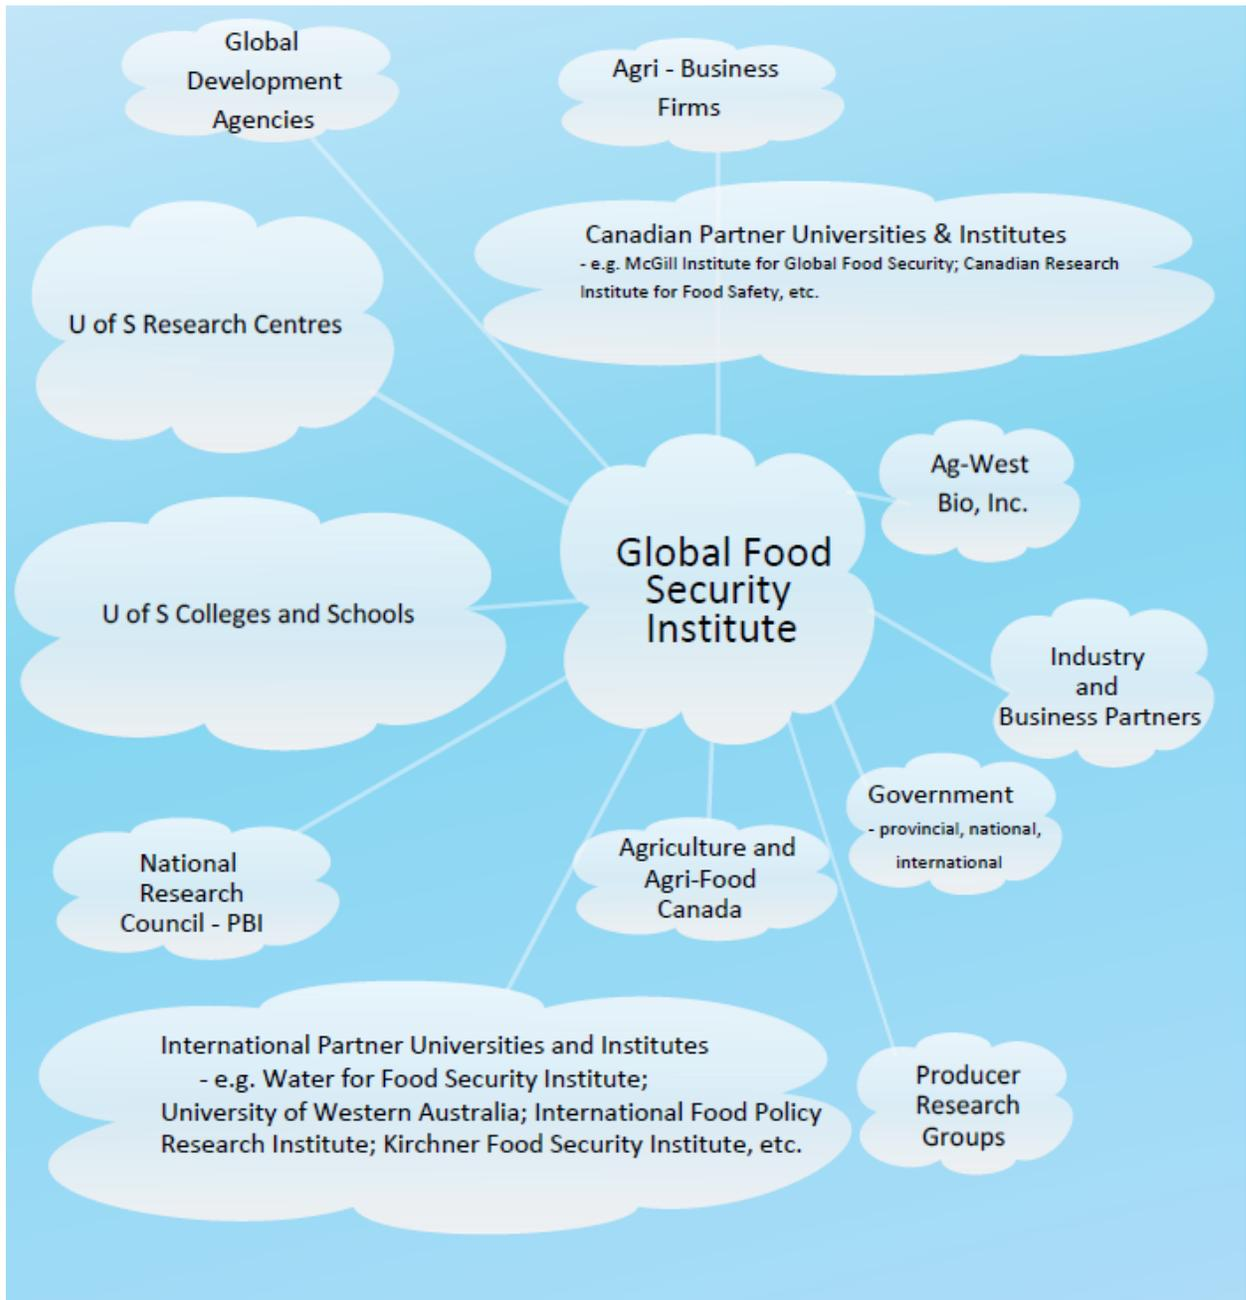 Global
Development
Agencies
Agri - Business
Firms
Canadian Partner Universities & Institutes
- e.g. McGill Institute for Global Food Security; Canadian Research
Institute for Food Safety, etc.
U of S Research Centres
Ag-West
Bio, Inc.
Global Food
Security
Institute
U of S Colleges and Schools
Industry
and
Business Partners
Government
- provincial, national,
international
National
Research
Council - PBI
Agriculture and
Agri-Food
Canada
International Partner Universities and Institutes
- e.g. Water for Food Security Institute;
University of Western Australia; International Food Policy
Research Institute; Kirchner Food Security Institute, etc.
Producer
Research
Groups